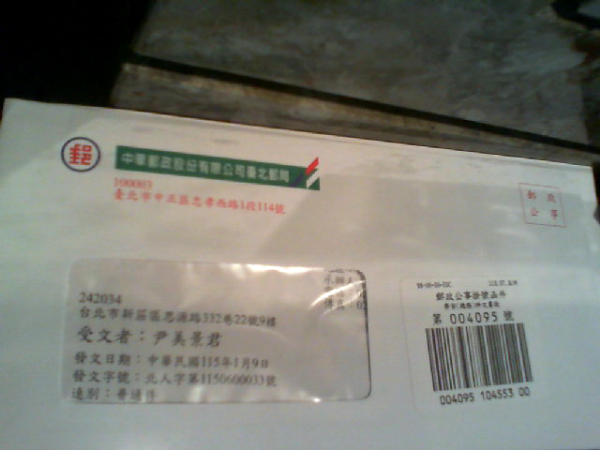 郵
中華郵政股份有限公司臺北郵局
100003
臺北市中正區忠孝西路1段114號
郵政
公事
242034
台北市新莊區思源路332巷22號9樓
受文者：尹美景君
發文日期：中華民國115年1月9日
發文字號：北人字第1150600033號
速別：普通件
郵政公事掛號函件
第 004095 號
004095 104553 00